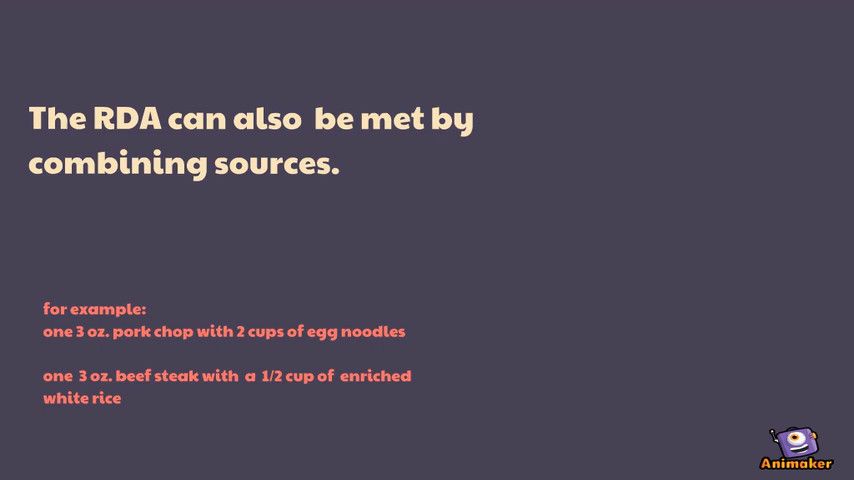 The RDA can also  be met by
combining sources.
for example:
one 3 oz. pork chop with 2 cups of egg noodles
one  3 oz. beef steak with  a  1/2 cup of  enriched
white rice
Animaker